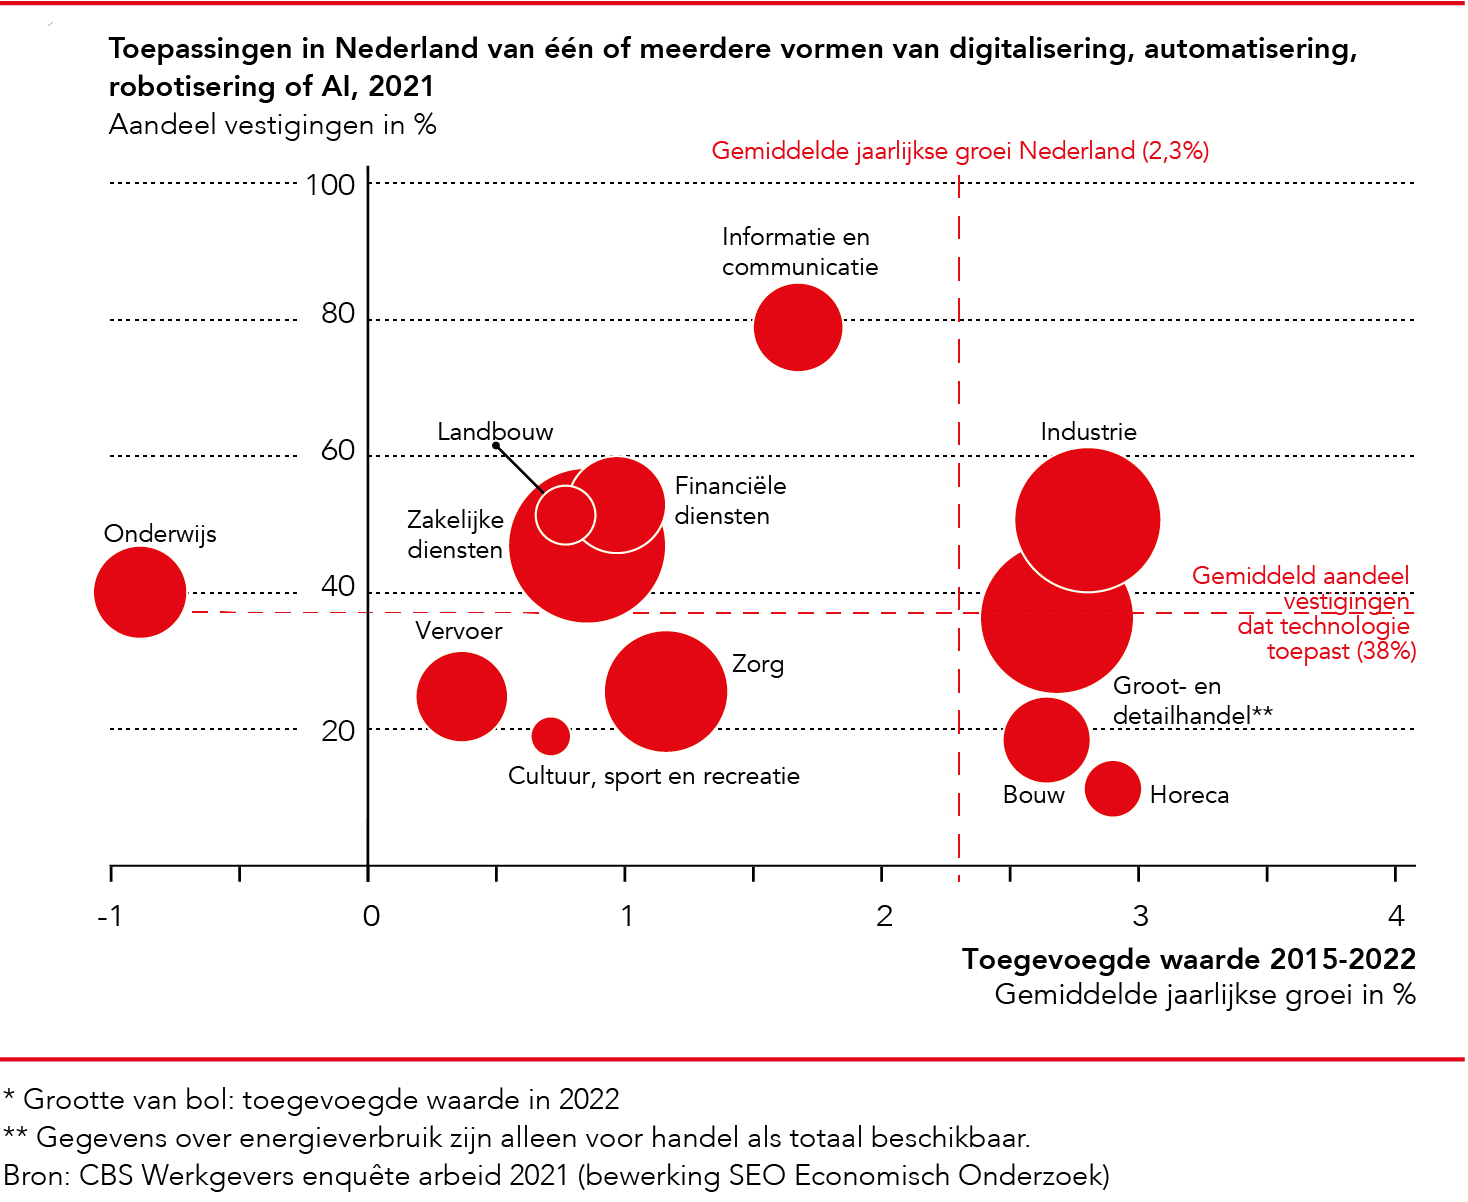 Toepassingen in Nederland van één of meerdere vormen van digitalisering, automatisering,
robotisering of AI, 2021
Aandeel vestigingen in %
Gemiddelde jaarlijkse groei Nederland (2,3%)
100
Informatie en
communicatie
80
Landbouw
Industrie
60
Financiële
diensten
Zakelijke
diensten
Onderwijs
40
Gemiddeld aandeel
vestigingen
dat technologie
toepast (38%)
Vervoer
Zorg
Groot- en
detailhandel**
20
Cultuur, sport en recreatie
Bouw
Horeca
-1 0 1 2 3 4
Toegevoegde waarde 2015-2022
Gemiddelde jaarlijkse groei in %
* Grootte van bol: toegevoegde waarde in 2022
** Gegevens over energieverbruik zijn alleen voor handel als totaal beschikbaar.
Bron: CBS Werkgevers enquête arbeid 2021 (bewerking SEO Economisch Onderzoek)